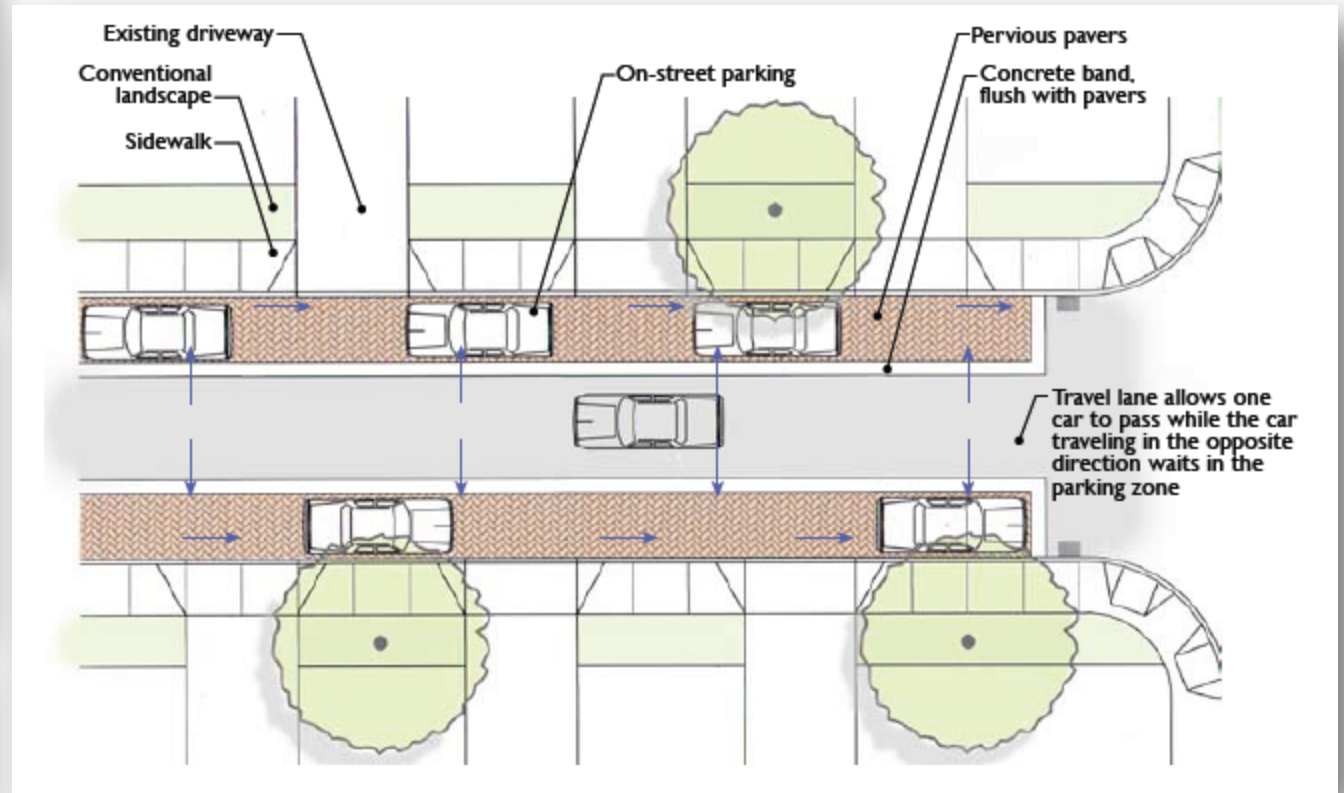 Existing driveway
Conventional
landscape
Sidewalk
On-street parking
Pervious pavers
Concrete band,
flush with pavers
Travel lane allows one
car to pass while the car
traveling in the opposite
direction waits in the
parking zone